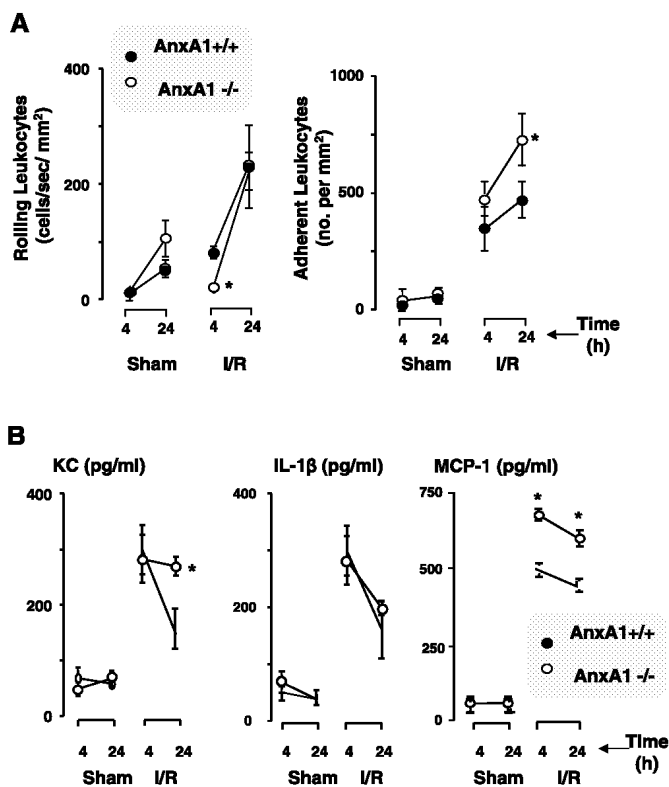 A
AnxA1+/+
AnxA1 -/-
Rolling Leukocytes
(cells/sec/ mm²)
400
200
0
4 24 4 24
Sham I/R
Adherent Leukocytes
(no. per mm²)
1000
500
0
*
*
4 24 4 24
Sham I/R
Time
(h)
B
KC (pg/ml) IL-1β (pg/ml) MCP-1 (pg/ml)
400
200
0
*
4 24 4 24
Sham I/R
400
200
0
4 24 4 24
Sham I/R
750
500
250
0
* *
AnxA1+/+
AnxA1 -/-
4 24 4 24
Sham I/R
Time
(h)